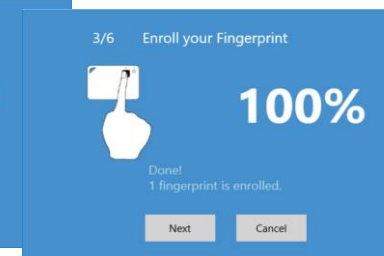 3/6 Enroll your Fingerprint
100%
Done!
1 fingerprint is enrolled.
Next Cancel